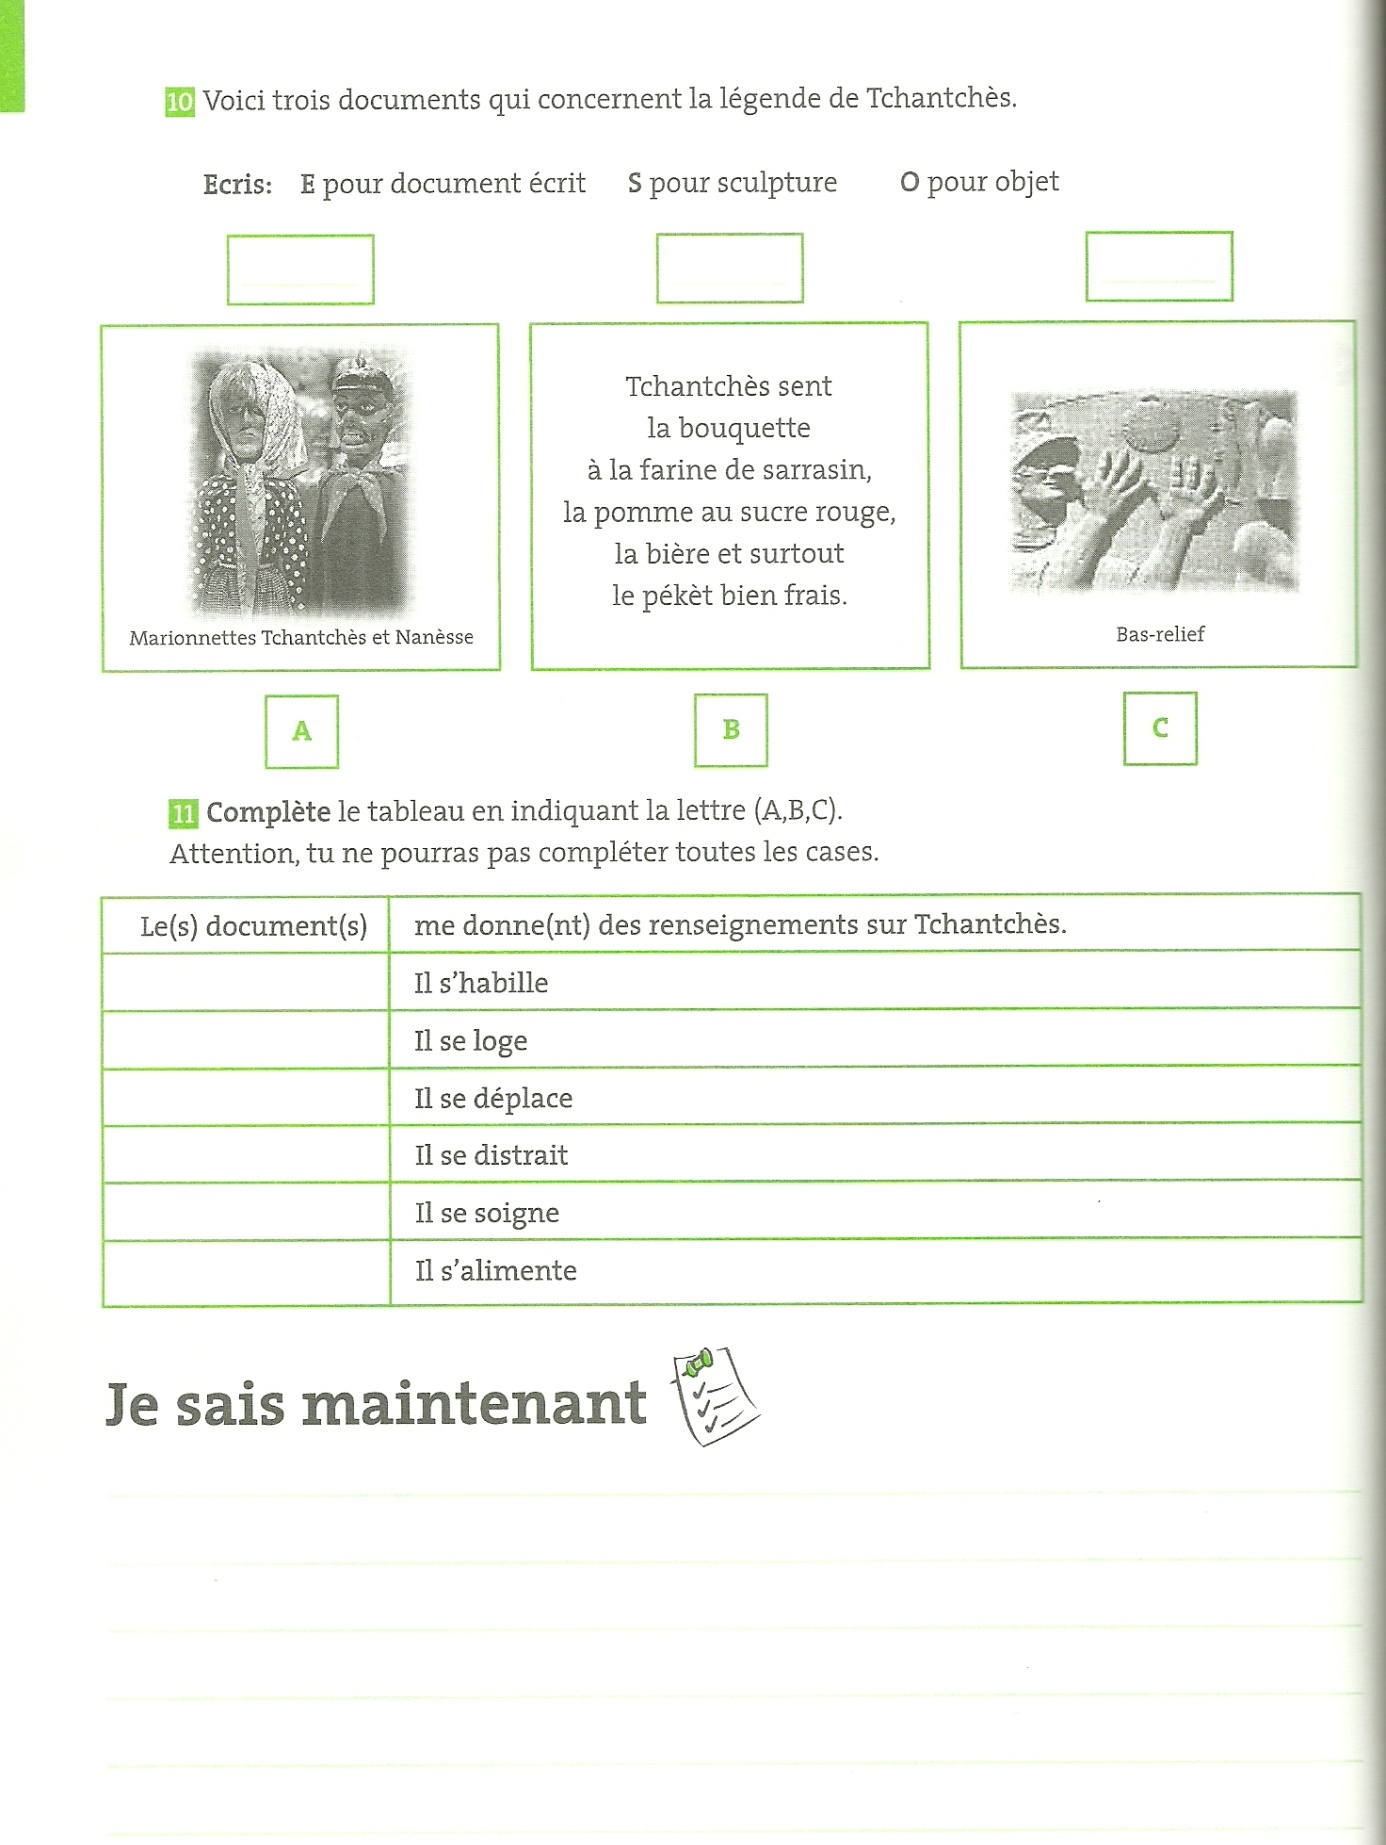 10 Voici trois documents qui concernent la légende de Tchantchès.
Ecris: E pour document écrit S pour sculpture O pour objet
Marionnettes Tchantchès et Nanèsse
Tchantchès sent
la bouquette
à la farine de sarrasin,
la pomme au sucre rouge,
la bière et surtout
le pékèt bien frais.
Bas-relief
A
B
C
11 Complète le tableau en indiquant la lettre (A,B,C).
Attention, tu ne pourras pas compléter toutes les cases.
Le(s) document(s) me donne(nt) des renseignements sur Tchantchès.
Il s’habille
Il se loge
Il se déplace
Il se distrait
Il se soigne
Il s’alimente
Je sais maintenant